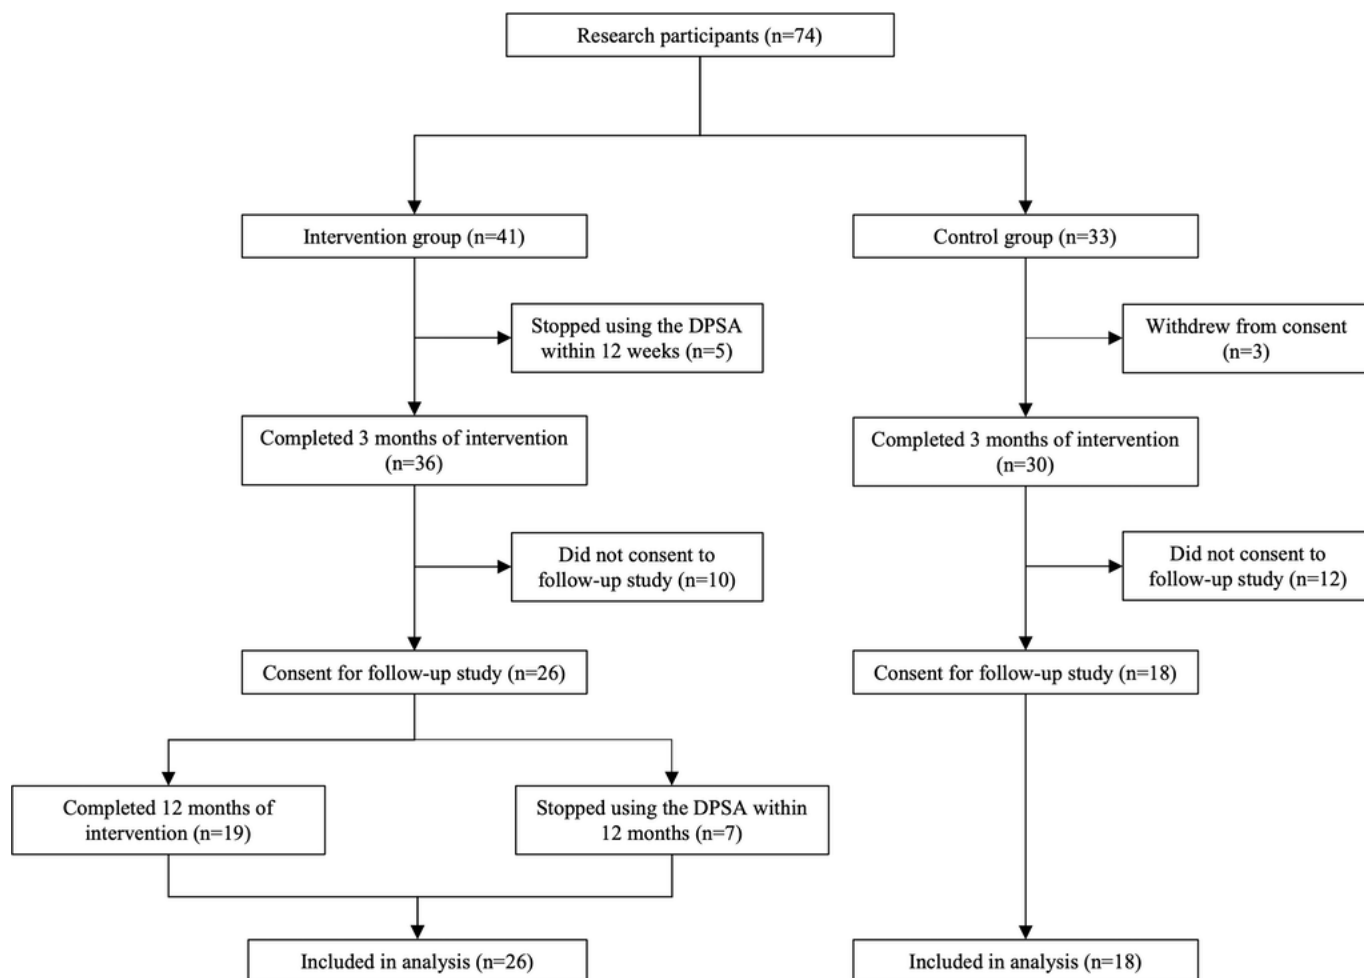 Research participants (n=74)
Intervention group (n=41)
Control group (n=33)
Stopped using the DPSA
within 12 weeks (n=5)
Withdrew from consent
(n=3)
Completed 3 months of intervention
(n=36)
Completed 3 months of intervention
(n=30)
Did not consent to
follow-up study (n=10)
Did not consent to
follow-up study (n=12)
Consent for follow-up study (n=26)
Consent for follow-up study (n=18)
Completed 12 months of
intervention (n=19)
Stopped using the DPSA within
12 months (n=7)
Included in analysis (n=26)
Included in analysis (n=18)